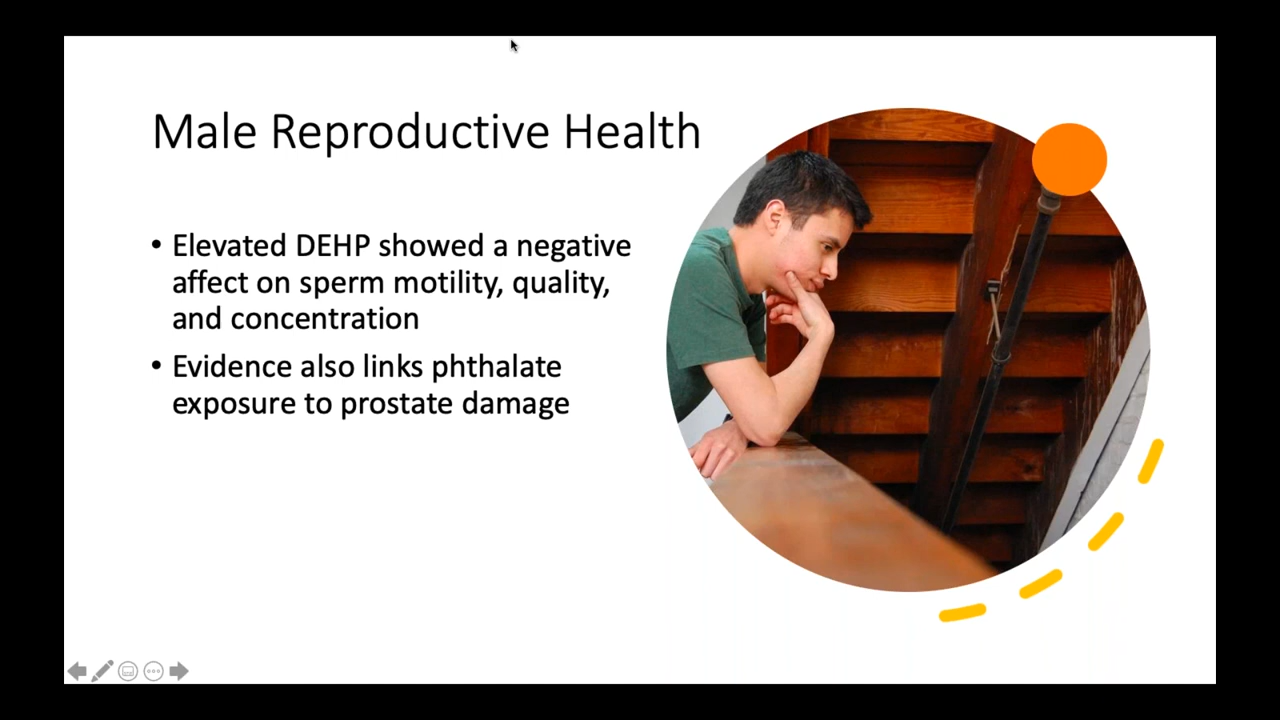 Male Reproductive Health
• Elevated DEHP showed a negative
affect on sperm motility, quality,
and concentration
• Evidence also links phthalate
exposure to prostate damage